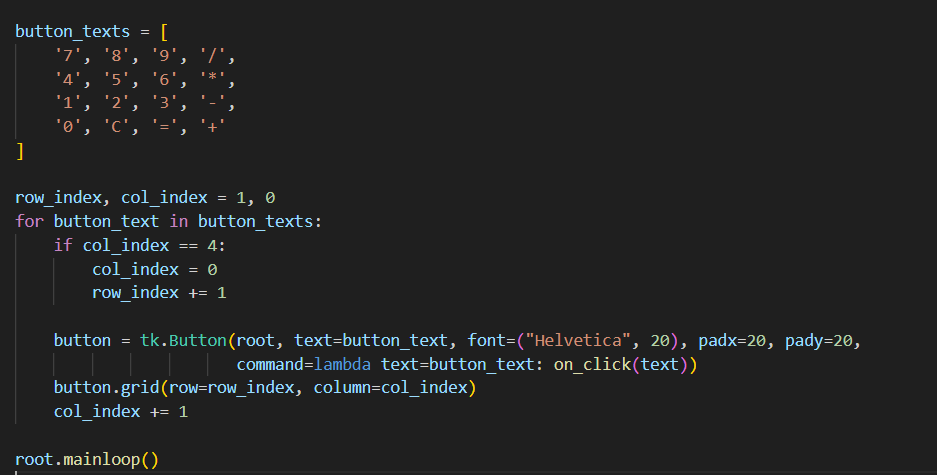 button_texts = [
    '7', '8', '9', '/',
    '4', '5', '6', '*',
    '1', '2', '3', '-',
    '0', 'C', '=', '+'
]

row_index, col_index = 1, 0
for button_text in button_texts:
    if col_index == 4:
        col_index = 0
        row_index += 1

    button = tk.Button(root, text=button_text, font=("Helvetica", 20), padx=20, pady=20,
                       command=lambda text=button_text: on_click(text))
    button.grid(row=row_index, column=col_index)
    col_index += 1

root.mainloop()